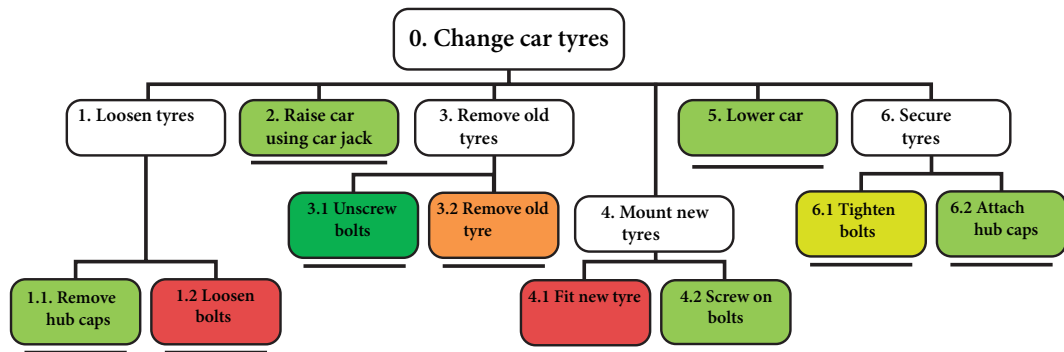 0. Change car tyres
1. Loosen tyres
2. Raise car
using car jack
3. Remove old
tyres
5. Lower car
6. Secure
tyres
3.1 Unscrew
bolts
3.2 Remove old
tyre
4. Mount new
tyres
6.1 Tighten
bolts
6.2 Attach
hub caps
1.1. Remove
hub caps
1.2 Loosen
bolts
4.1 Fit new tyre
4.2 Screw on
bolts